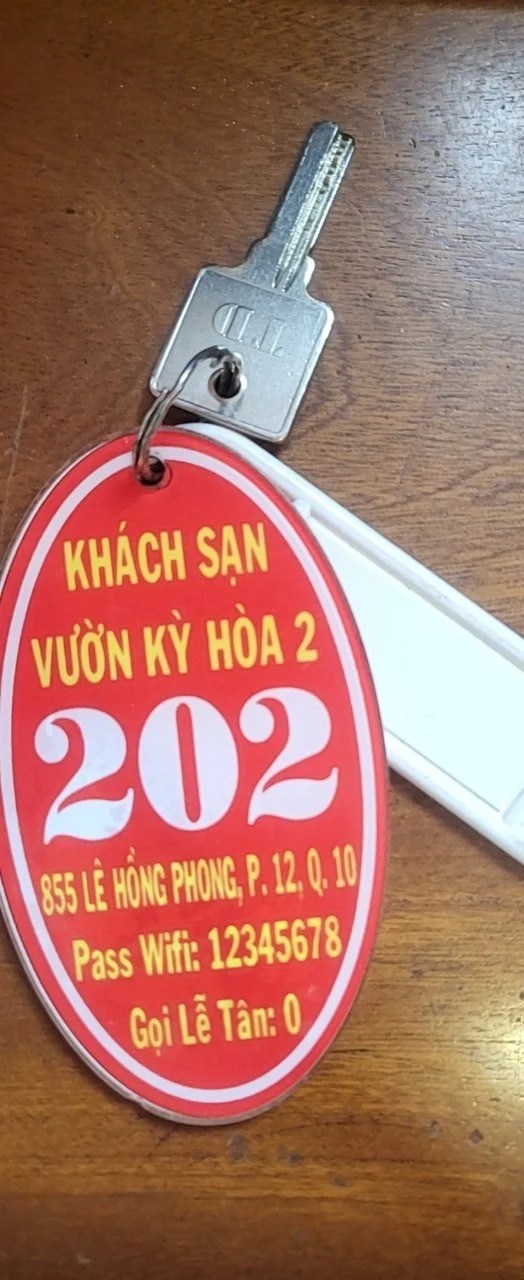 KHÁCH SẠN
VƯỜN KỲ HÒA 2
202
855 LÊ HỒNG PHONG, P. 12, Q. 10
Pass Wifi: 12345678
Gọi Lễ Tân: 0